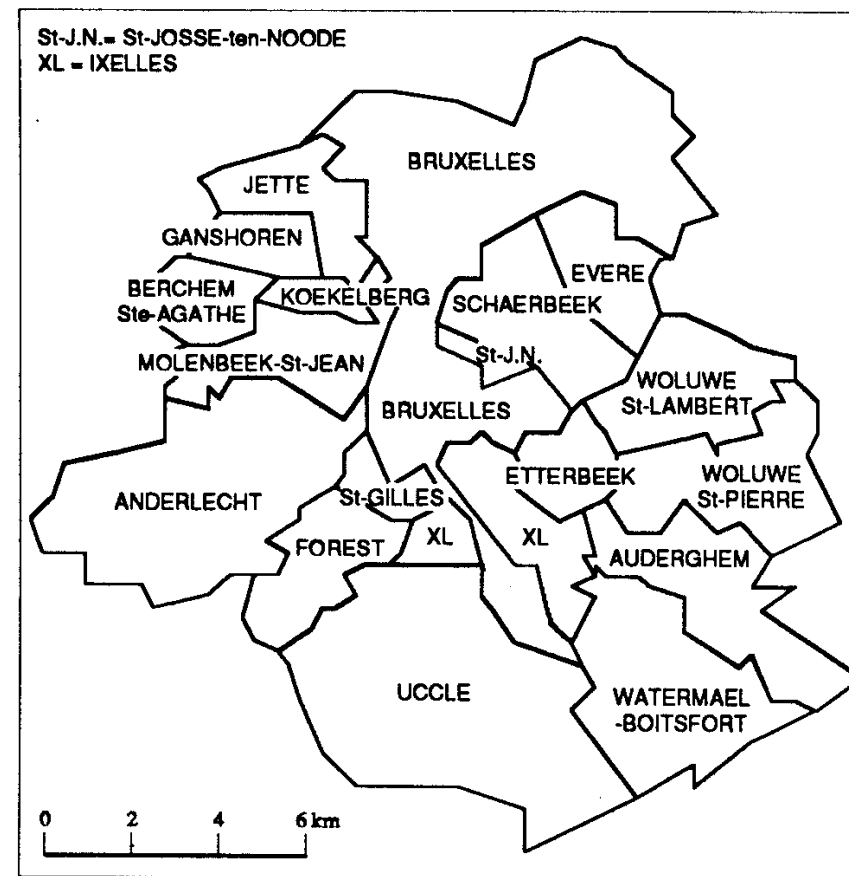 St-J.N.= St-JOSSE-ten-NOODE
XL = IXELLES
BRUXELLES
JETTE
GANSHOREN
EVERE
BERCHEM
Ste-AGATHE
KOEKELBERG
SCHAERBEEK
St-J.N.
MOLENBEEK-St-JEAN
WOLUWE
St-LAMBERT
BRUXELLES
ETTERBEEK
WOLUWE
St-PIERRE
ANDERLECHT
St-GILLES
FOREST
XL
XL
AUDERGHEM
UCCLE
WATERMAEL
-BOITSFORT
0 2 4 6 km